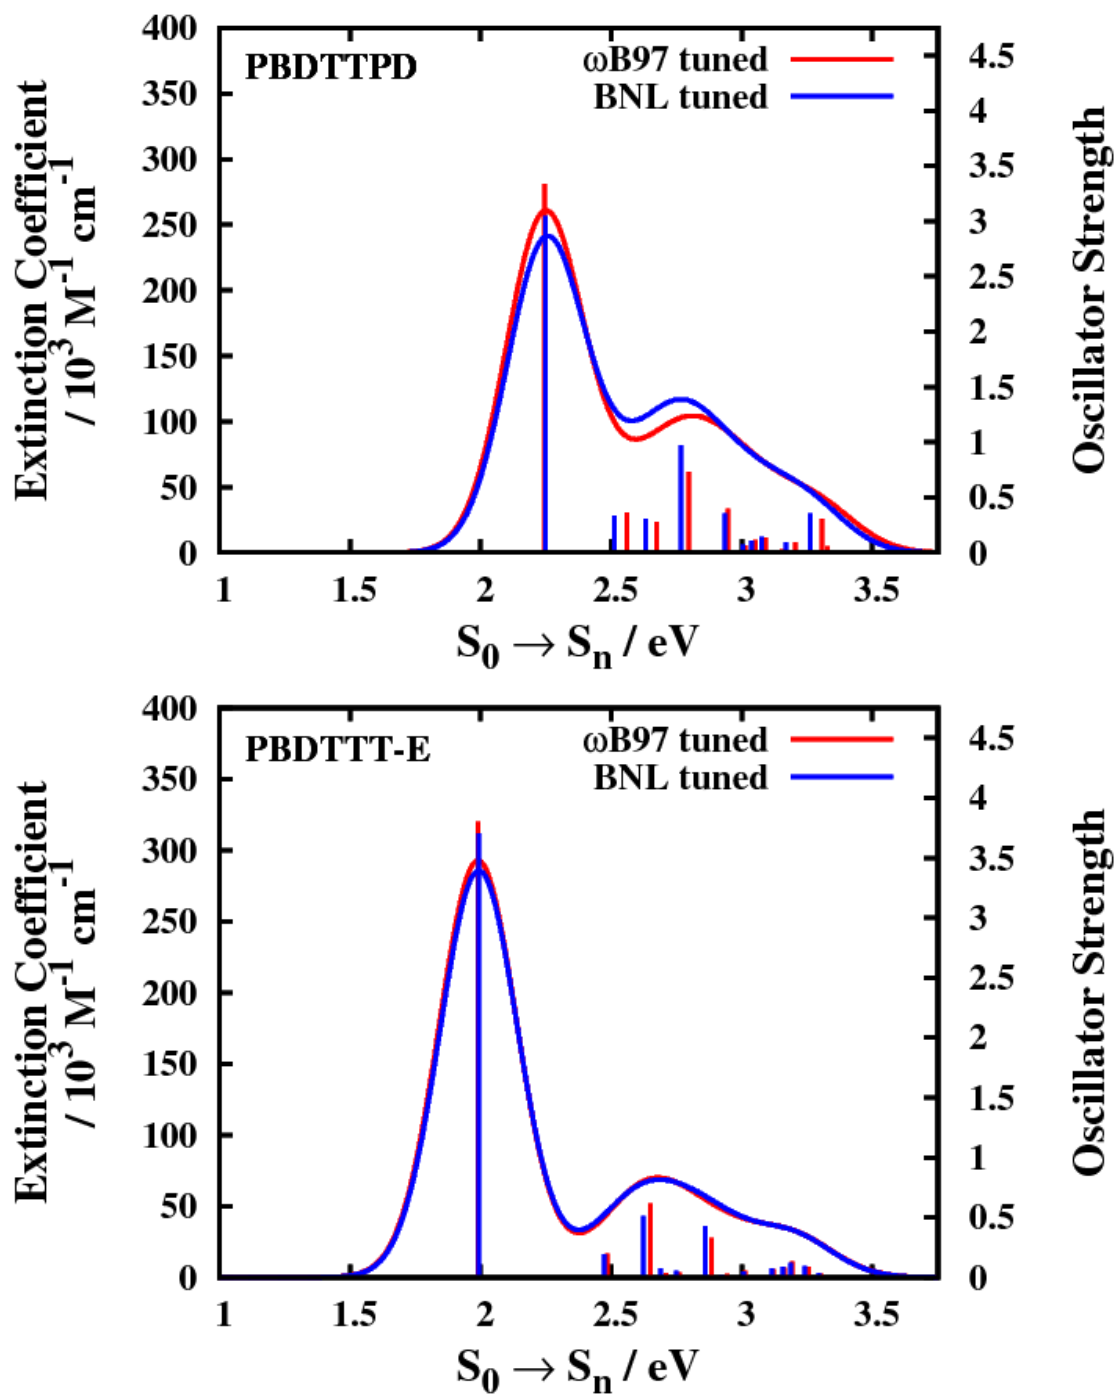 PBDTTPD
ωB97 tuned
BNL tuned
Extinction Coefficient
/ 10³ M⁻¹ cm⁻¹
400
350
300
250
200
150
100
50
0
4.5
4
3.5
3
2.5
2
1.5
1
0.5
0
Oscillator Strength
1 1.5 2 2.5 3 3.5
S₀ → Sₙ / eV
PBDTTT-E
ωB97 tuned
BNL tuned
Extinction Coefficient
/ 10³ M⁻¹ cm⁻¹
400
350
300
250
200
150
100
50
0
4.5
4
3.5
3
2.5
2
1.5
1
0.5
0
Oscillator Strength
1 1.5 2 2.5 3 3.5
S₀ → Sₙ / eV